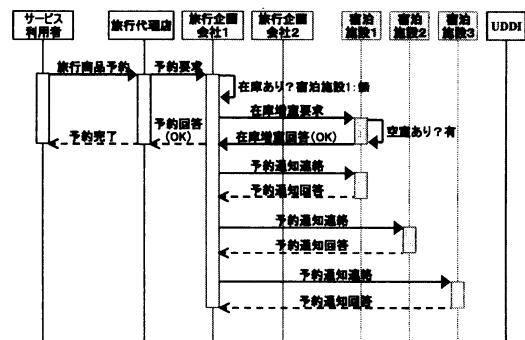 サービス
利用者
旅行代理店
旅行企画
会社1
旅行企画
会社2
宿泊
施設1
宿泊
施設2
宿泊
施設3
UDDI
旅行商品予約
予約要求
在庫あり?宿泊施設1:無
在庫増室要求
空室あり?有
予約完了
予約回答
(OK)
在庫増室回答(OK)
予約通知連絡
予約通知回答
予約通知連絡
予約通知回答
予約通知連絡
予約通知回答